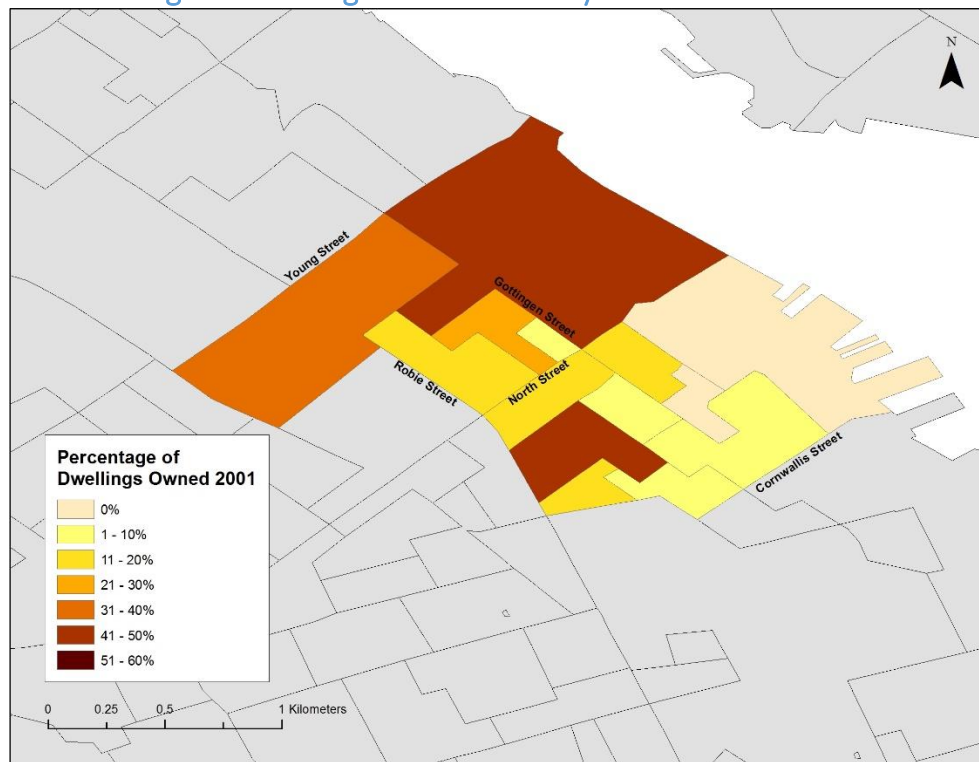 N
Young Street
Gottingen Street
Robie Street
North Street
Cornwallis Street
Percentage of
Dwellings Owned 2001
0%
1 - 10%
11 - 20%
21 - 30%
31 - 40%
41 - 50%
51 - 60%
0 0.25 0.5 1 Kilometers